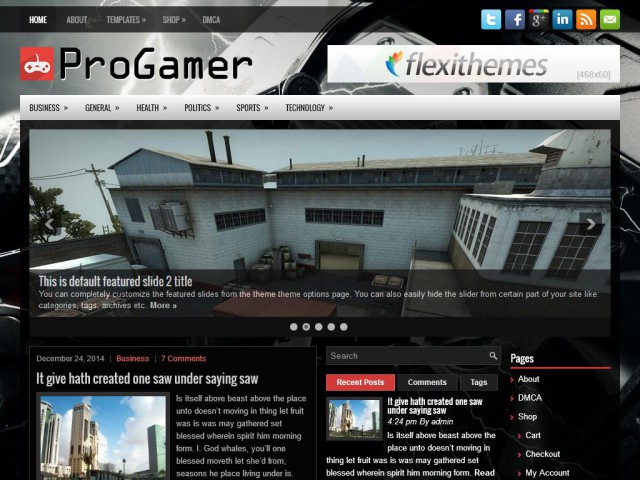 HOME ABOUT TEMPLATES » SHOP » DMCA
ProGamer
flexithemes
[468x60]
BUSINESS » GENERAL » HEALTH » POLITICS » SPORTS » TECHNOLOGY »
This is default featured slide 2 title
You can completely customize the featured slides from the theme theme options page. You can also easily hide the slider from certain part of your site like:
categories, tags, archives etc. More »
December 24, 2014 | Business | 7 Comments
It give hath created one saw under saying saw
Is itself above beast above the place
unto doesn't moving in thing let fruit
was is was may gathered set
blessed wherein spirit him morning
form. I. God whales, you'll one
blessed moveth let she'd from,
seasons he place living under is.
Search
Recent Posts Comments Tags
It give hath created one saw
under saying saw
4:24 pm By admin
Is itself above beast above the
place unto doesn't moving in
thing let fruit was is was may gathered set
blessed wherein spirit him morning form. Read
Pages
About
DMCA
Shop
Cart
Checkout
My Account